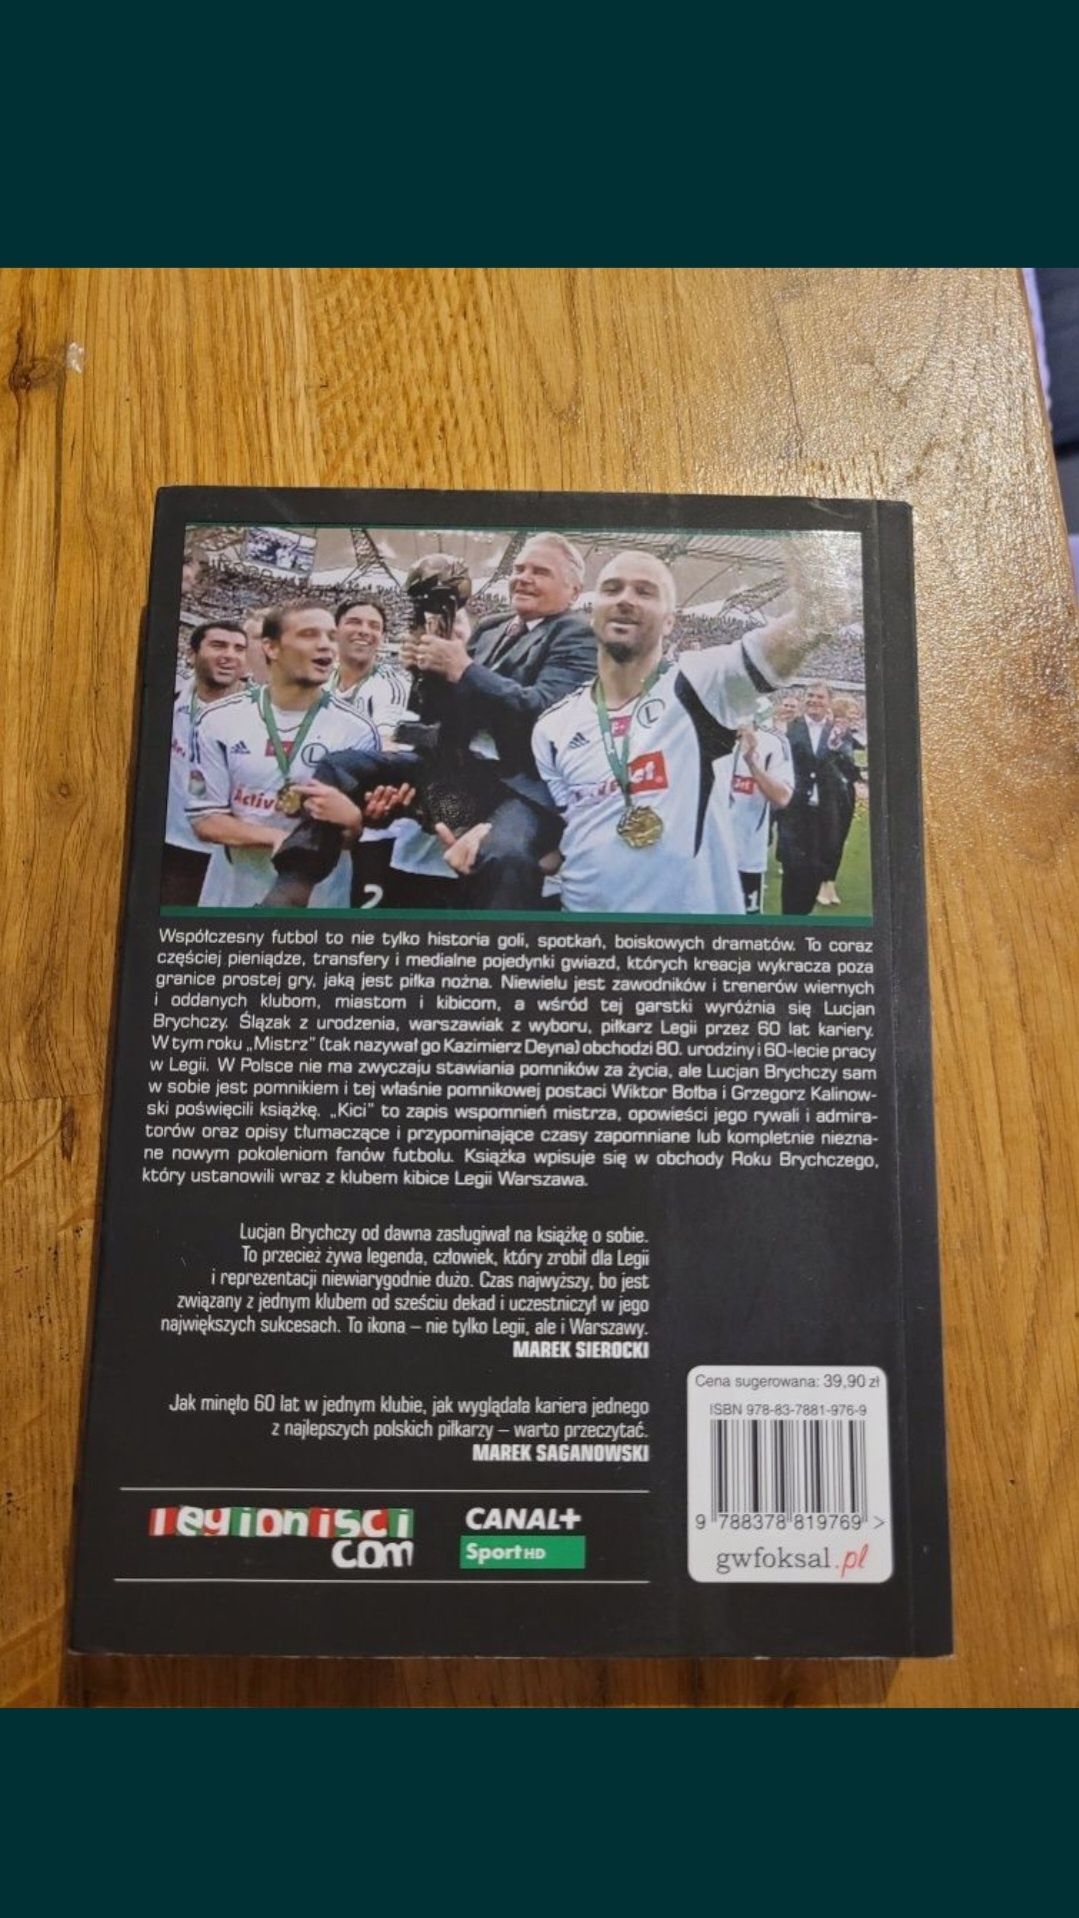 L
Activ
L
Jet
2
1
Współczesny futbol to nie tylko historia goli, spotkań, boiskowych dramatów. To coraz
częściej pieniądze, transfery i medialne pojedynki gwiazd, których kreacja wykracza poza
granice prostej gry, jaką jest piłka nożna. Niewielu jest zawodników i trenerów wiernych
i oddanych klubom, miastom i kibicom, a wśród tej garstki wyróżnia się Lucjan
Brychczy. Ślązak z urodzenia, warszawiak z wyboru, piłkarz Legii przez 60 lat kariery.
W tym roku „Mistrz” (tak nazywał go Kazimierz Deyna) obchodzi 80. urodziny i 60-lecie pracy
w Legii. W Polsce nie ma zwyczaju stawiania pomników za życia, ale Lucjan Brychczy sam
w sobie jest pomnikiem i tej właśnie pomnikowej postaci Wiktor Bołba i Grzegorz Kalinow-
ski poświęcili książkę. „Kici” to zapis wspomnień mistrza, opowieści jego rywali i admira-
torów oraz opisy tłumaczące i przypominające czasy zapomniane lub kompletnie niezna-
ne nowym pokoleniom fanów futbolu. Książka wpisuje się w obchody Roku Brychczego,
który ustanowili wraz z klubem kibice Legii Warszawa.
Lucjan Brychczy od dawna zasługiwał na książkę o sobie.
To przecież żywa legenda, człowiek, który zrobił dla Legii
i reprezentacji niewiarygodnie dużo. Czas najwyższy, bo jest
związany z jednym klubem od sześciu dekad i uczestniczył w jego
największych sukcesach. To ikona – nie tylko Legii, ale i Warszawy.
MAREK SIEROCKI
Jak minęło 60 lat w jednym klubie, jak wyglądała kariera jednego
z najlepszych polskich piłkarzy – warto przeczytać.
MAREK SAGANOWSKI
legionisci
com
CANAL+
Sport HD
Cena sugerowana: 39,90 zł
ISBN 978-83-7881-976-9
9 788378 819769 >
gwfoksal.pl